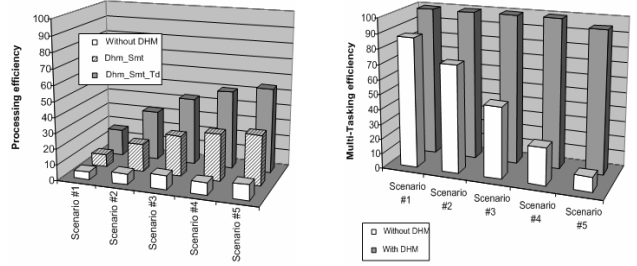 100
90
80
70
60
50
40
30
20
10
0
Processing efficiency
Without DHM
Dhm_Smt
Dhm_Smt_Td
Scenario #1
Scenario #2
Scenario #3
Scenario #4
Scenario #5
100
90
80
70
60
50
40
30
20
10
0
Multi-Tasking efficiency
Scenario
#1
Scenario
#2
Scenario
#3
Scenario
#4
Scenario
#5
Without DHM
With DHM